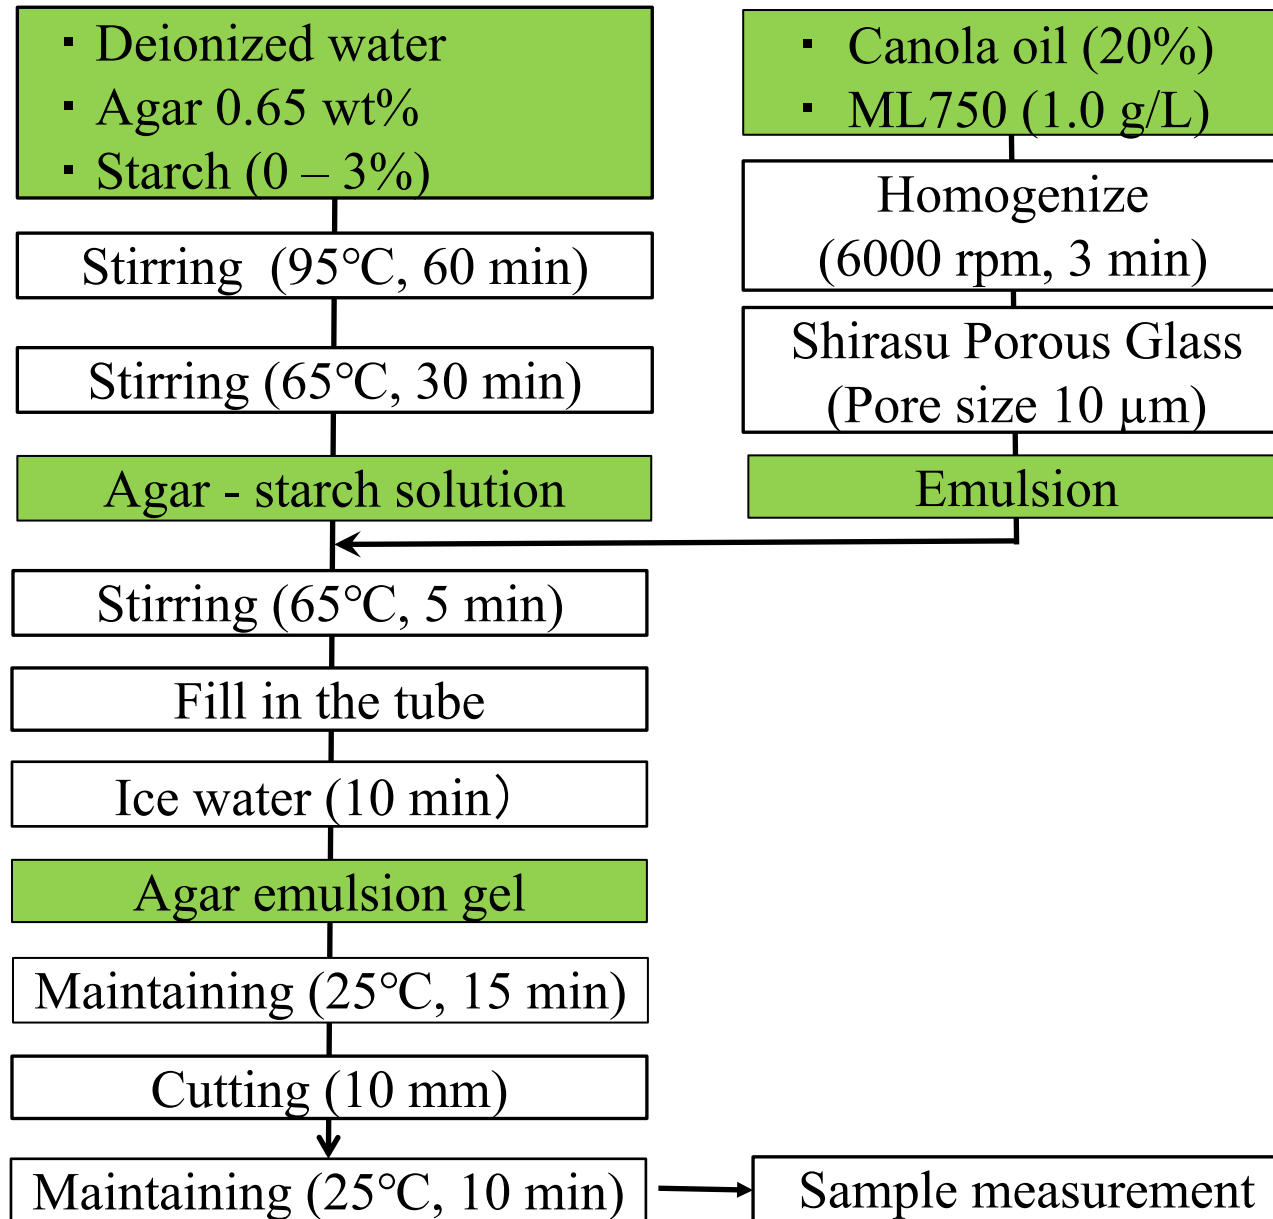 ▪ Deionized water
▪ Agar 0.65 wt%
▪ Starch (0 – 3%)
Stirring (95℃, 60 min)
Stirring (65℃, 30 min)
Agar - starch solution
▪ Canola oil (20%)
▪ ML750 (1.0 g/L)
Homogenize
(6000 rpm, 3 min)
Shirasu Porous Glass
(Pore size 10 µm)
Emulsion
Stirring (65℃, 5 min)
Fill in the tube
Ice water (10 min）
Agar emulsion gel
Maintaining (25℃, 15 min)
Cutting (10 mm)
Maintaining (25℃, 10 min)
Sample measurement